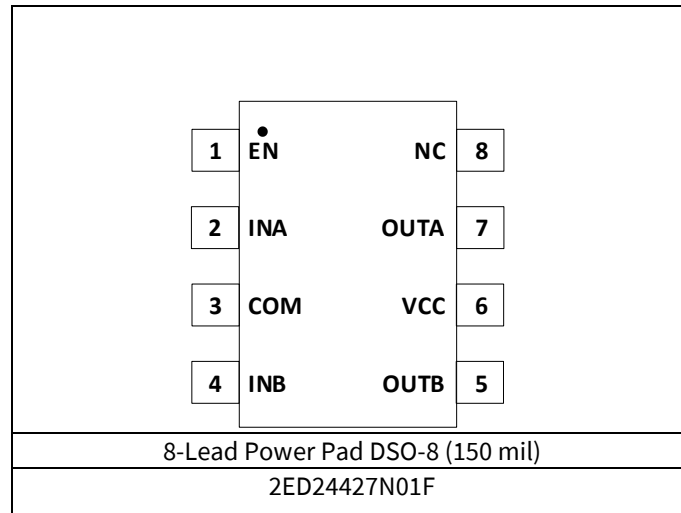 1 EN NC 8
2 INA OUTA 7
3 COM VCC 6
4 INB OUTB 5
8-Lead Power Pad DSO-8 (150 mil)
2ED24427N01F